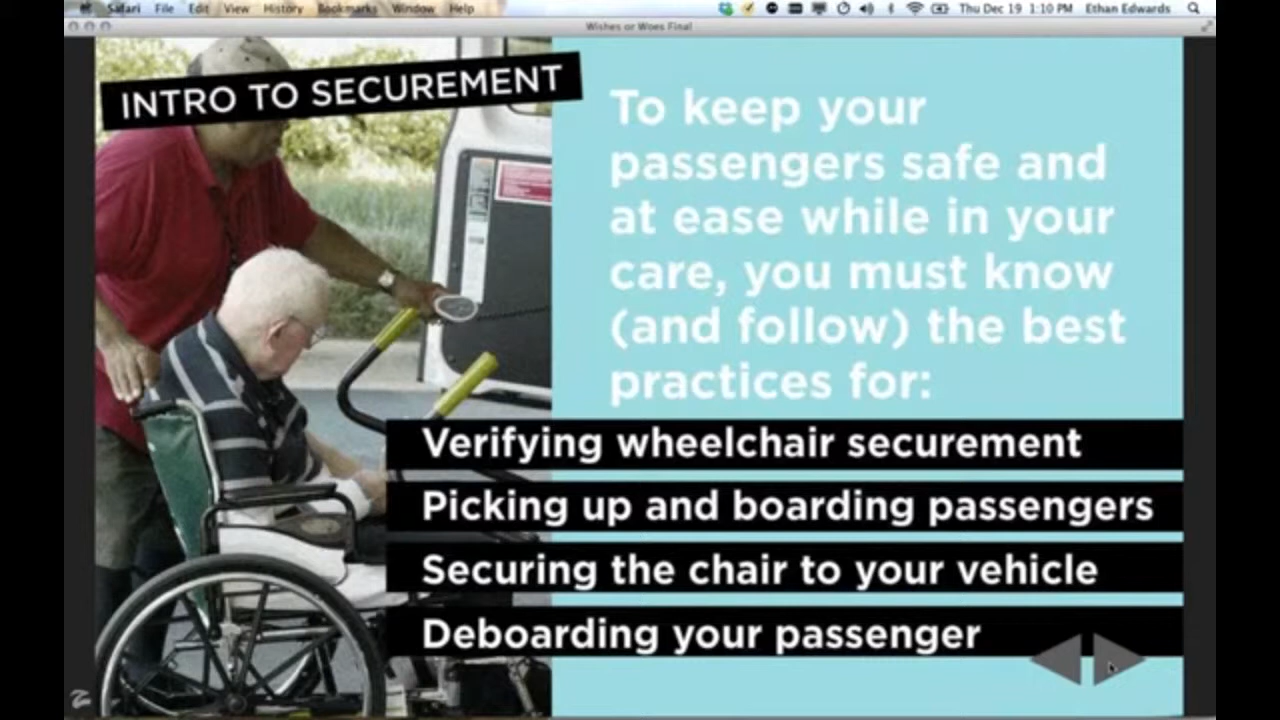 Safari File Edit View History Bookmarks Window Help Thu Dec 19 1:10 PM Ethan Edwards
Wishes or Woes Final
INTRO TO SECUREMENT
To keep your
passengers safe and
at ease while in your
care, you must know
(and follow) the best
practices for:
Verifying wheelchair securement
Picking up and boarding passengers
Securing the chair to your vehicle
Deboarding your passenger